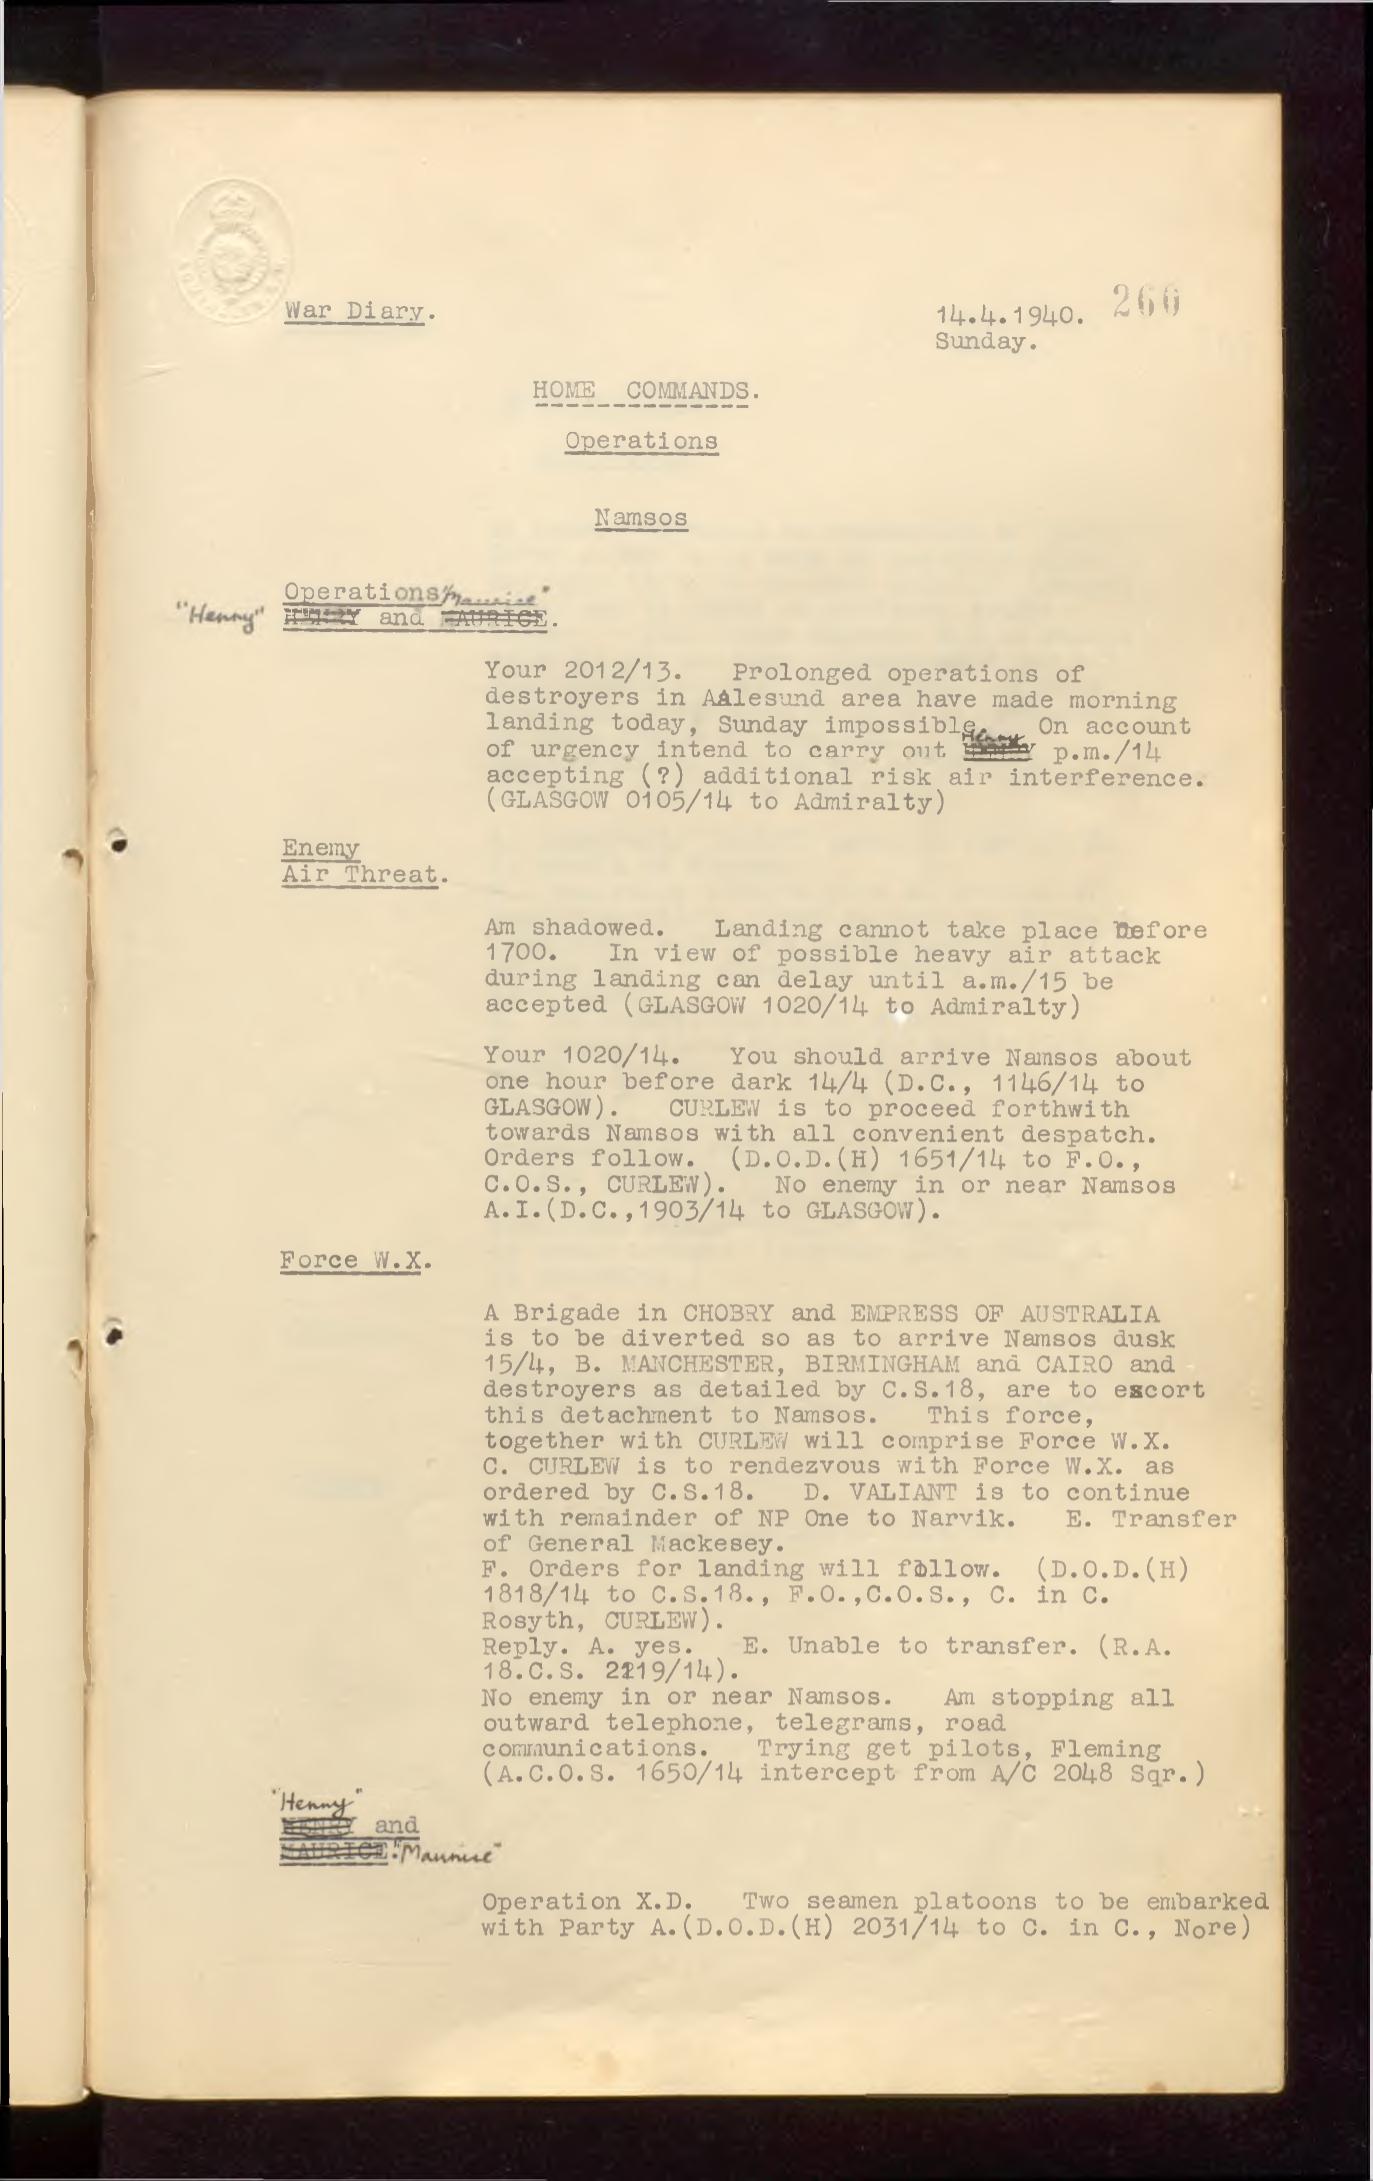 War Diary.
14.4.1940. 260
Sunday.
HOME COMMANDS.
Operations
Namsos
Operations "Maurice"
"Henny" HENRY and MAURICE.
Your 2012/13. Prolonged operations of
destroyers in AAlesund area have made morning
landing today, Sunday impossible. On account
of urgency intend to carry out Henny p.m./14
accepting (?) additional risk air interference.
(GLASGOW 0105/14 to Admiralty)
Enemy
Air Threat.
Am shadowed. Landing cannot take place before
1700. In view of possible heavy air attack
during landing can delay until a.m./15 be
accepted (GLASGOW 1020/14 to Admiralty)
Your 1020/14. You should arrive Namsos about
one hour before dark 14/4 (D.C., 1146/14 to
GLASGOW). CURLEW is to proceed forthwith
towards Namsos with all convenient despatch.
Orders follow. (D.O.D.(H) 1651/14 to F.O.,
C.O.S., CURLEW). No enemy in or near Namsos
A.I.(D.C.,1903/14 to GLASGOW).
Force W.X.
A Brigade in CHOBRY and EMPRESS OF AUSTRALIA
is to be diverted so as to arrive Namsos dusk
15/4, B. MANCHESTER, BIRMINGHAM and CAIRO and
destroyers as detailed by C.S.18, are to escort
this detachment to Namsos. This force,
together with CURLEW will comprise Force W.X.
C. CURLEW is to rendezvous with Force W.X. as
ordered by C.S.18. D. VALIANT is to continue
with remainder of NP One to Narvik. E. Transfer
of General Mackesey.
F. Orders for landing will follow. (D.O.D.(H)
1818/14 to C.S.18., F.O.,C.O.S., C. in C.
Rosyth, CURLEW).
Reply. A. yes. E. Unable to transfer. (R.A.
18.C.S. 2219/14).
No enemy in or near Namsos. Am stopping all
outward telephone, telegrams, road
communications. Trying get pilots, Fleming
(A.C.O.S. 1650/14 intercept from A/C 2048 Sqr.)
"Henny"
HENRY and
MAURICE. "Maurice"
Operation X.D. Two seamen platoons to be embarked
with Party A.(D.O.D.(H) 2031/14 to C. in C., Nore)